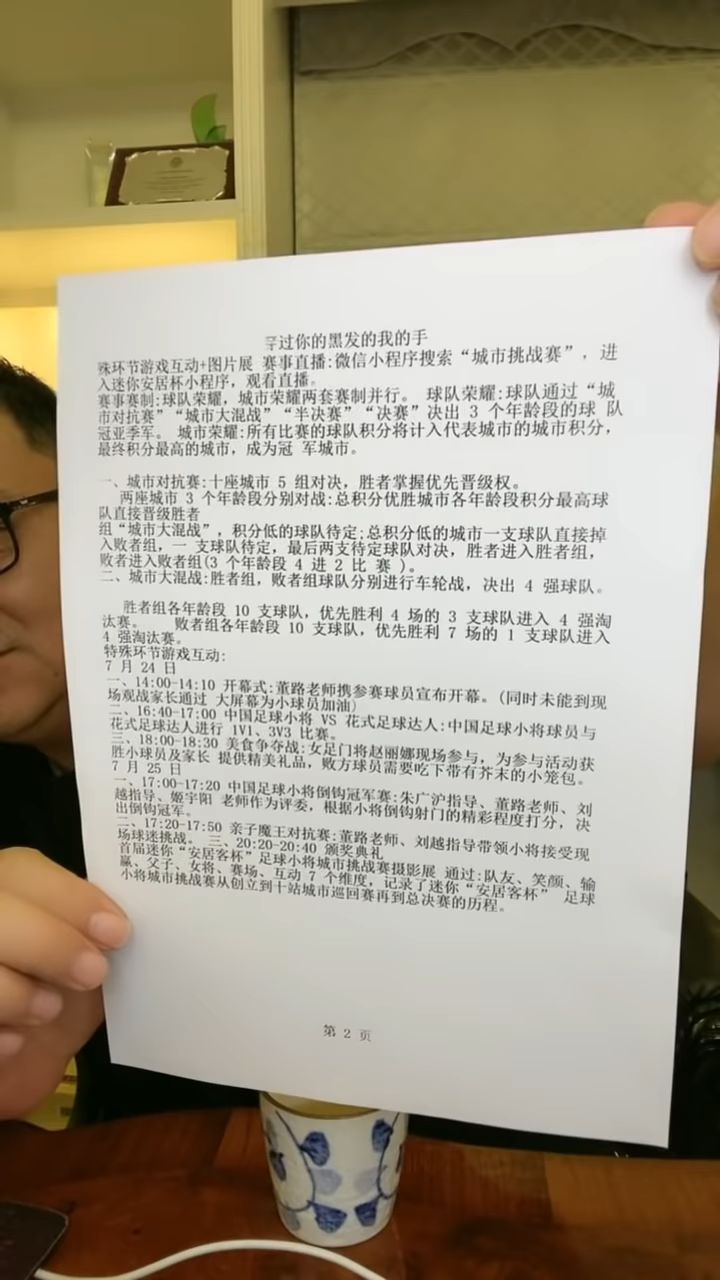 过你的黑发的我的手
殊环节游戏互动+图片展 赛事直播:微信小程序搜索“城市挑战赛”，进
入迷你安居杯小程序，观看直播。
赛事赛制:球队荣耀，城市荣耀两套赛制并行。 球队荣耀:球队通过“城
市对抗赛”“城市大混战”“半决赛”“决赛”决出 3 个年龄段的球 队
冠亚季军。 城市荣耀:所有比赛的球队积分将计入代表城市的城市积分，
最终积分最高的城市，成为冠 军城市。
一、城市对抗赛:十座城市 5 组对决，胜者掌握优先晋级权。
两座城市 3 个年龄段分别对战:总积分优胜城市各年龄段积分最高球
队直接晋级胜者
组“城市大混战”，积分低的球队待定;总积分低的城市一支球队直接掉
入败者组，一 支球队待定，最后两支待定球队对决，胜者进入胜者组，
败者进入败者组(3 个年龄段 4 进 2 比 赛 )。
二、城市大混战:胜者组，败者组球队分别进行车轮战，决出 4 强球队。
胜者组各年龄段 10 支球队，优先胜利 4 场的 3 支球队进入 4 强淘
汰赛。 败者组各年龄段 10 支球队，优先胜利 7 场的 1 支球队进入
4 强淘汰赛。
特殊环节游戏互动:
7 月 24 日
一、14:00-14:10 开幕式:董路老师携参赛球员宣布开幕。(同时未能到现
场观战家长通过 大屏幕为小球员加油)
二、16:40-17:00 中国足球小将 VS 花式足球达人:中国足球小将球员与
花式足球达人进行 1V1、3V3 比赛。
三、18:00-18:30 美食争夺战:女足门将赵丽娜现场参与，为参与活动获
胜小球员及家长 提供精美礼品，败方球员需要吃下带有芥末的小笼包。
7 月 25 日
一、17:00-17:20 中国足球小将倒钩冠军赛:朱广沪指导、董路老师、刘
越指导、姬宇阳 老师作为评委，根据小将倒钩射门的精彩程度打分，决
出倒钩冠军。
二、17:20-17:50 亲子魔王对抗赛:董路老师、刘越指导带领小将接受现
场球迷挑战。 三、20:20-20:40 颁奖典礼
首届迷你“安居客杯”足球小将城市挑战赛摄影展 通过:队友、笑颜、输
赢、父子、女将、赛场、互动 7 个维度，记录了迷你“安居客杯” 足球
小将城市挑战赛从创立到十站城市巡回赛再到总决赛的历程。
第 2 页